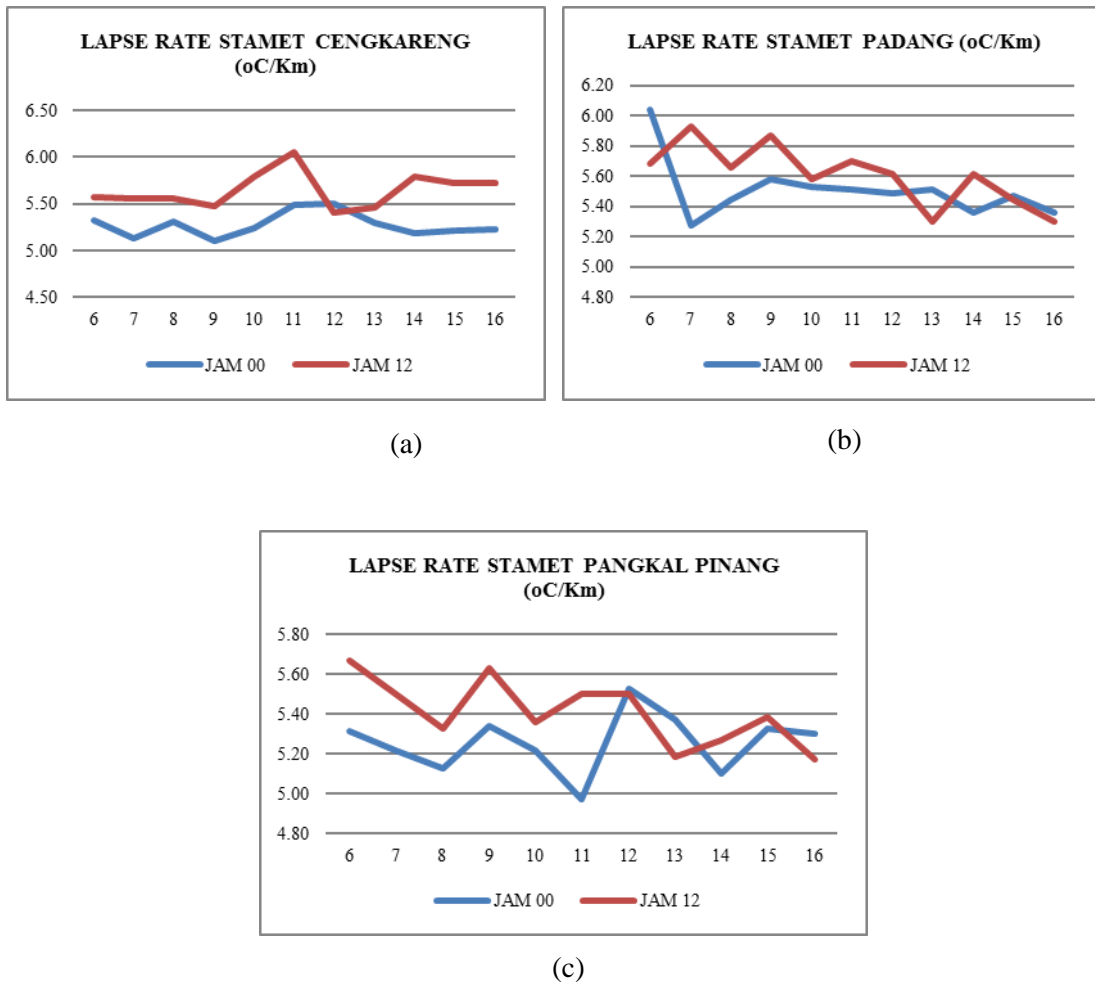 LAPSE RATE STAMET CENGKARENG
(oC/Km)
6.50
6.00
5.50
5.00
4.50
6 7 8 9 10 11 12 13 14 15 16
JAM 00 JAM 12
(a)
LAPSE RATE STAMET PADANG (oC/Km)
6.20
6.00
5.80
5.60
5.40
5.20
5.00
4.80
6 7 8 9 10 11 12 13 14 15 16
JAM 00 JAM 12
(b)
LAPSE RATE STAMET PANGKAL PINANG
(oC/Km)
5.80
5.60
5.40
5.20
5.00
4.80
6 7 8 9 10 11 12 13 14 15 16
JAM 00 JAM 12
(c)